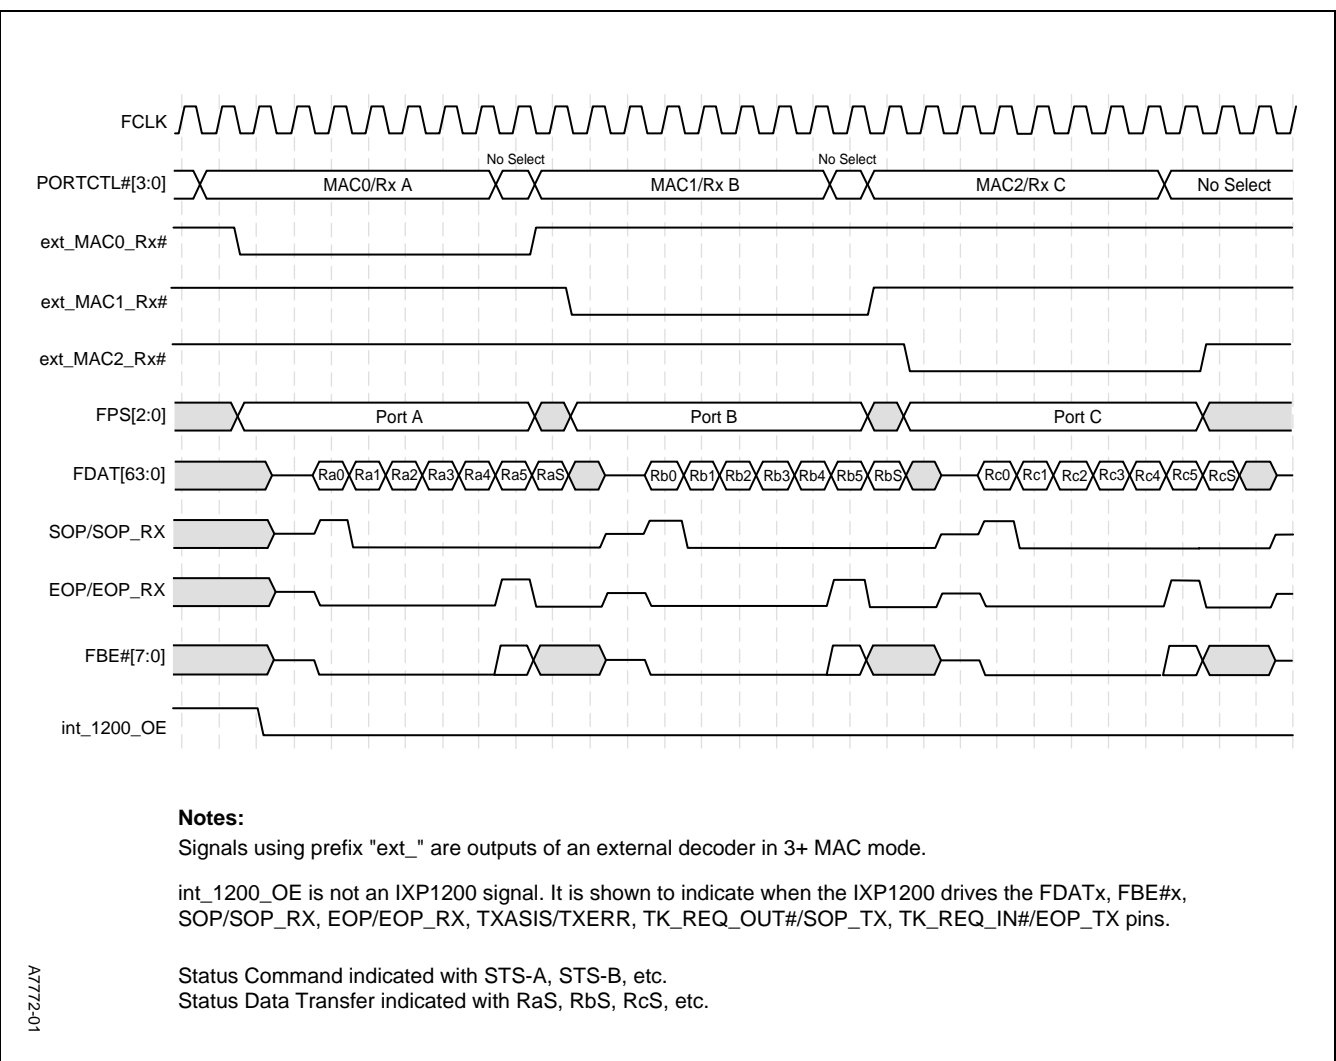 FCLK
No Select No Select
PORTCTL#[3:0] MAC0/Rx A MAC1/Rx B MAC2/Rx C No Select
ext_MAC0_Rx#
ext_MAC1_Rx#
ext_MAC2_Rx#
FPS[2:0] Port A Port B Port C
FDAT[63:0] Ra0 Ra1 Ra2 Ra3 Ra4 Ra5 RaS Rb0 Rb1 Rb2 Rb3 Rb4 Rb5 RbS Rc0 Rc1 Rc2 Rc3 Rc4 Rc5 RcS
SOP/SOP_RX
EOP/EOP_RX
FBE#[7:0]
int_1200_OE
Notes:
Signals using prefix "ext_" are outputs of an external decoder in 3+ MAC mode.
int_1200_OE is not an IXP1200 signal. It is shown to indicate when the IXP1200 drives the FDATx, FBE#x,
SOP/SOP_RX, EOP/EOP_RX, TXASIS/TXERR, TK_REQ_OUT#/SOP_TX, TK_REQ_IN#/EOP_TX pins.
Status Command indicated with STS-A, STS-B, etc.
Status Data Transfer indicated with RaS, RbS, RcS, etc.
A7772-01